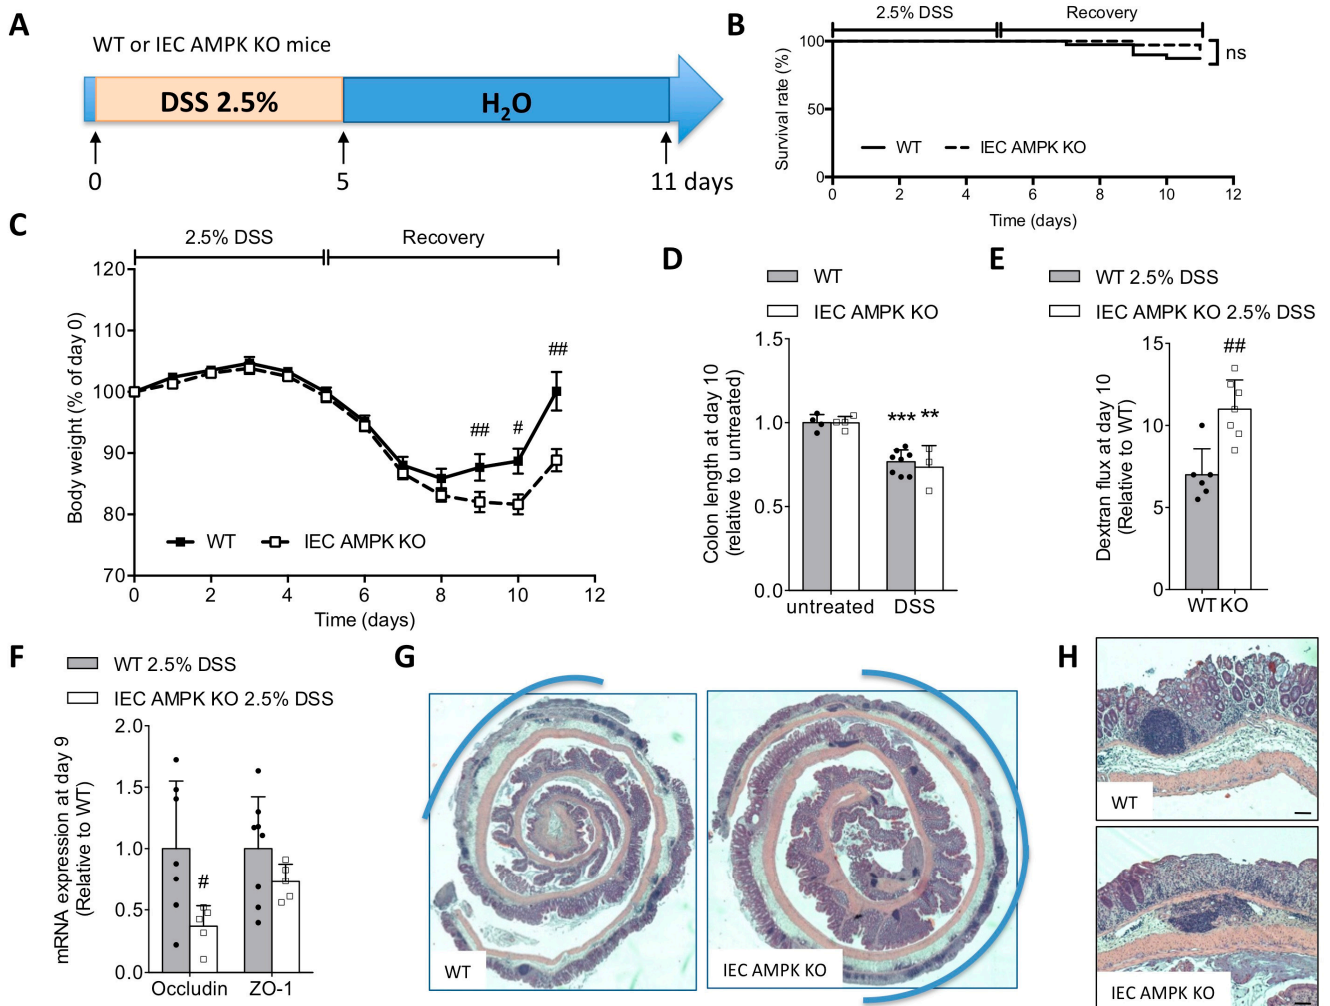 A
WT or IEC AMPK KO mice
DSS 2.5%
H2O
0
5
11 days
B
2.5% DSS
Recovery
100
50
0
Survival rate (%)
ns
WT
IEC AMPK KO
0 2 4 6 8 10 12
Time (days)
C
2.5% DSS
Recovery
120
110
100
90
80
70
Body weight (% of day 0)
##
#
##
WT
IEC AMPK KO
0 2 4 6 8 10 12
Time (days)
D
WT
IEC AMPK KO
1.5
1.0
0.5
0.0
Colon length at day 10
(relative to untreated)
*** **
untreated DSS
E
WT 2.5% DSS
IEC AMPK KO 2.5% DSS
15
10
5
0
Dextran flux at day 10
(Relative to WT)
##
WT KO
F
WT 2.5% DSS
IEC AMPK KO 2.5% DSS
2.0
1.5
1.0
0.5
0.0
mRNA expression at day 9
(Relative to WT)
#
Occludin ZO-1
G
WT
IEC AMPK KO
H
WT
IEC AMPK KO